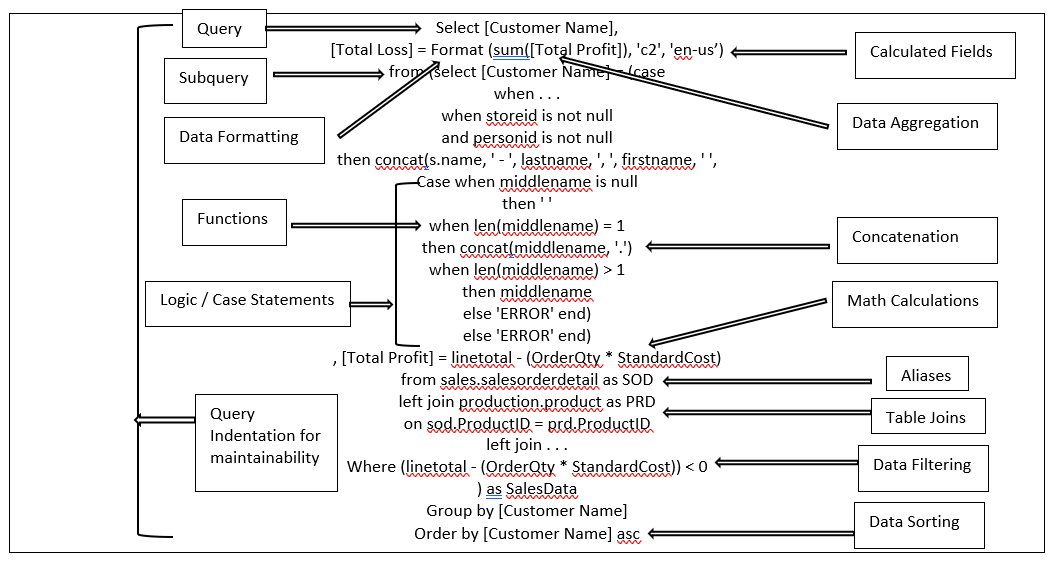 Query
Select [Customer Name],
[Total Loss] = Format (sum([Total Profit]), 'c2', 'en-us’)
Calculated Fields
Subquery
from (select [Customer Name] = (case
when . . .
Data Formatting
when storeid is not null
Data Aggregation
and personid is not null
then concat(s.name, ' - ', lastname, ', ', firstname, ' ',
Case when middlename is null
then ' '
Functions
when len(middlename) = 1
then concat(middlename, '.')
Concatenation
when len(middlename) > 1
then middlename
Logic / Case Statements
Math Calculations
else 'ERROR' end)
else 'ERROR' end)
, [Total Profit] = linetotal - (OrderQty * StandardCost)
from sales.salesorderdetail as SOD
Aliases
left join production.product as PRD
Table Joins
on sod.ProductID = prd.ProductID
Query
Indentation for
maintainability
left join . . .
Where (linetotal - (OrderQty * StandardCost)) < 0
Data Filtering
) as SalesData
Group by [Customer Name]
Order by [Customer Name] asc
Data Sorting